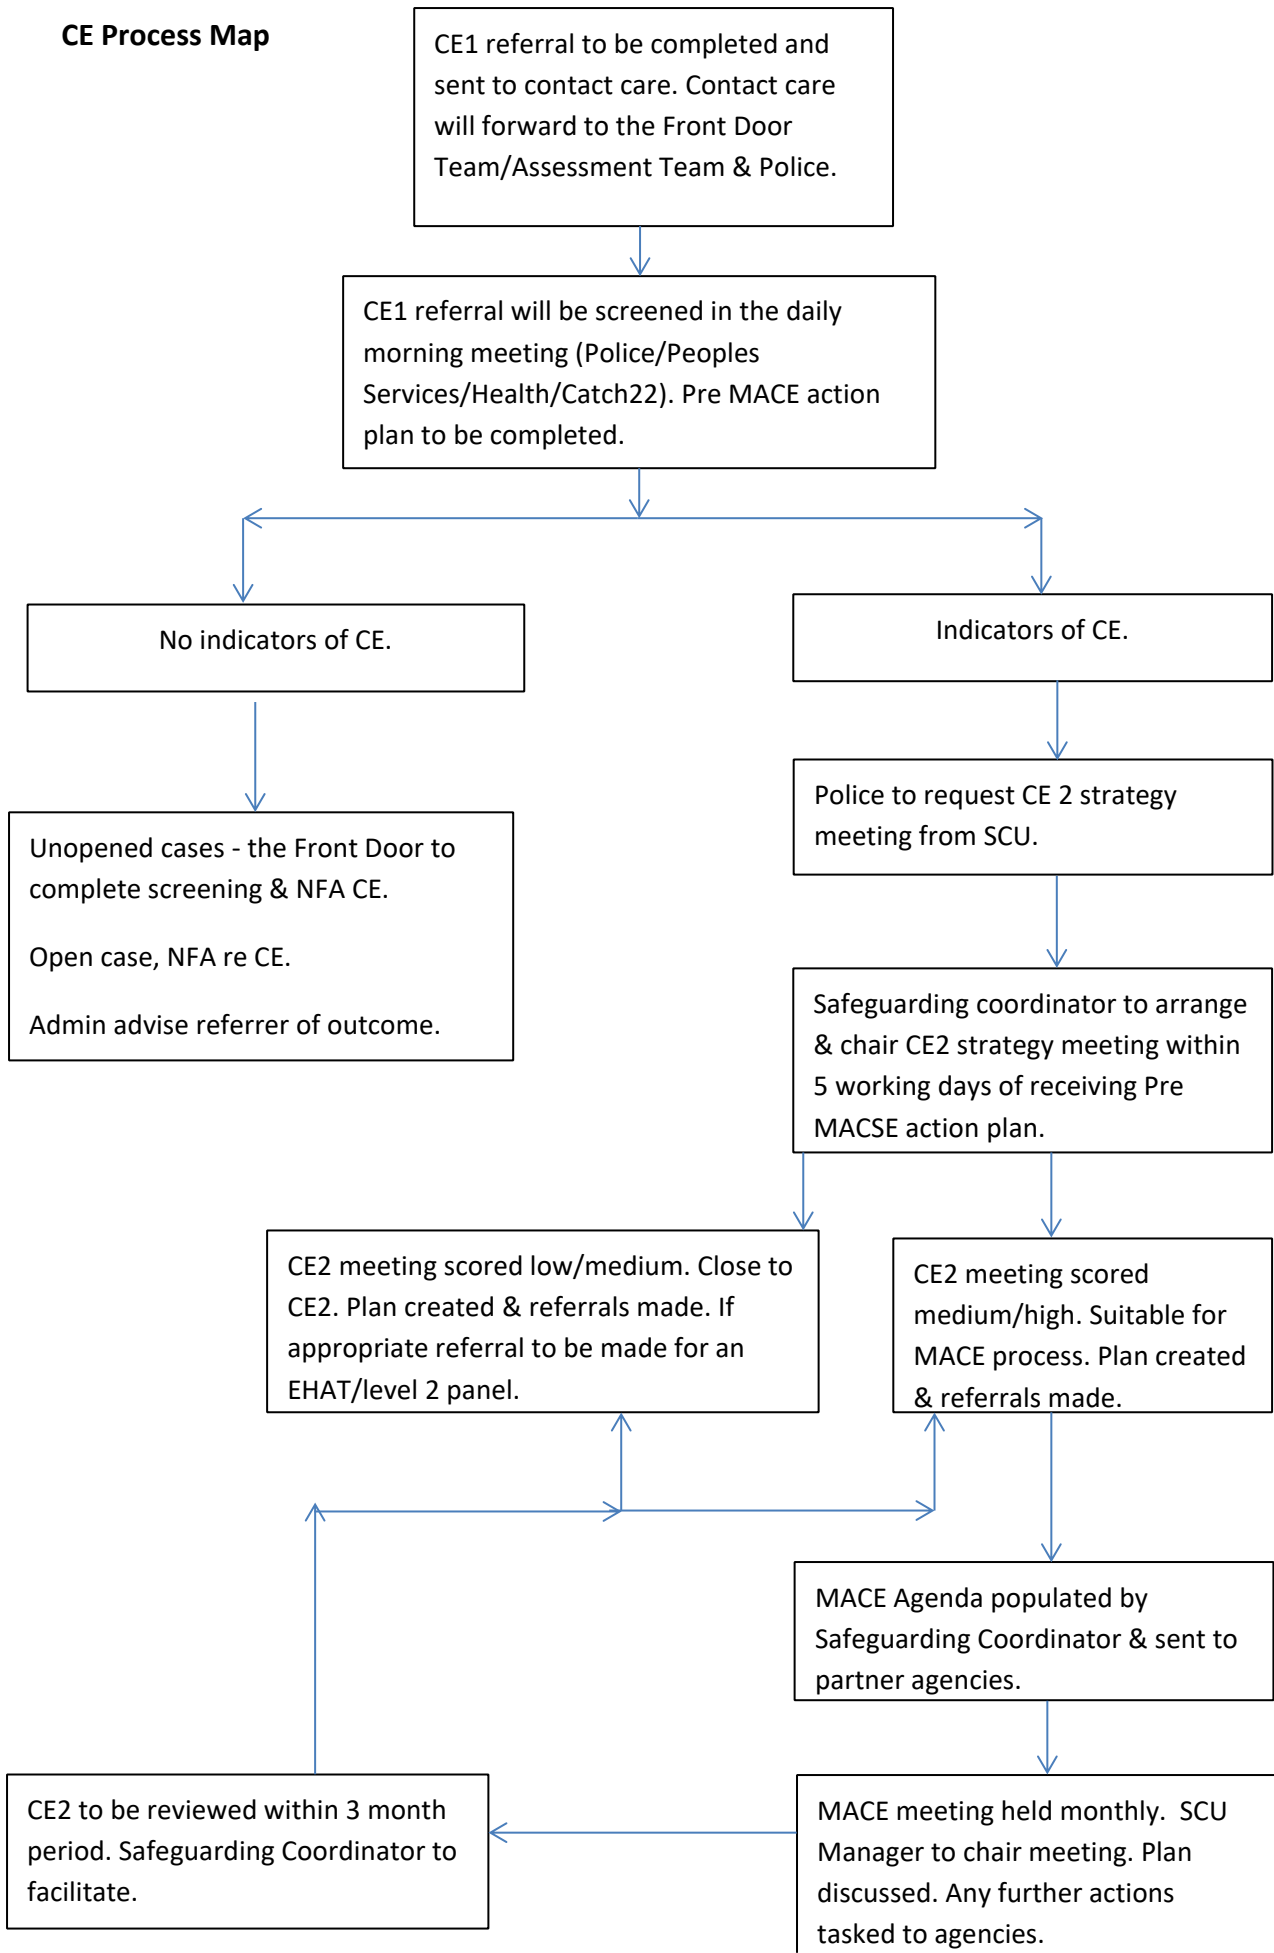 CE Process Map
CE1 referral to be completed and
sent to contact care. Contact care
will forward to the Front Door
Team/Assessment Team & Police.
CE1 referral will be screened in the daily
morning meeting (Police/Peoples
Services/Health/Catch22). Pre MACE action
plan to be completed.
No indicators of CE.
Indicators of CE.
Unopened cases - the Front Door to
complete screening & NFA CE.
Open case, NFA re CE.
Admin advise referrer of outcome.
Police to request CE 2 strategy
meeting from SCU.
Safeguarding coordinator to arrange
& chair CE2 strategy meeting within
5 working days of receiving Pre
MACSE action plan.
CE2 meeting scored low/medium. Close to
CE2. Plan created & referrals made. If
appropriate referral to be made for an
EHAT/level 2 panel.
CE2 meeting scored
medium/high. Suitable for
MACE process. Plan created
& referrals made.
MACE Agenda populated by
Safeguarding Coordinator & sent to
partner agencies.
MACE meeting held monthly.  SCU
Manager to chair meeting. Plan
discussed. Any further actions
tasked to agencies.
CE2 to be reviewed within 3 month
period. Safeguarding Coordinator to
facilitate.